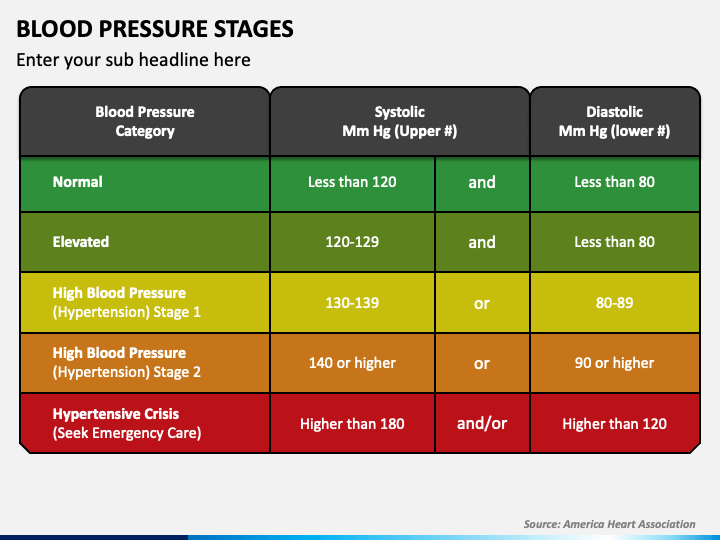 BLOOD PRESSURE STAGES
Enter your sub headline here
Blood Pressure
Category
Systolic
Mm Hg (Upper #)
Diastolic
Mm Hg (lower #)
Normal
Less than 120
and
Less than 80
Elevated
120-129
and
Less than 80
High Blood Pressure
(Hypertension) Stage 1
130-139
or
80-89
High Blood Pressure
(Hypertension) Stage 2
140 or higher
or
90 or higher
Hypertensive Crisis
(Seek Emergency Care)
Higher than 180
and/or
Higher than 120
Source: America Heart Association